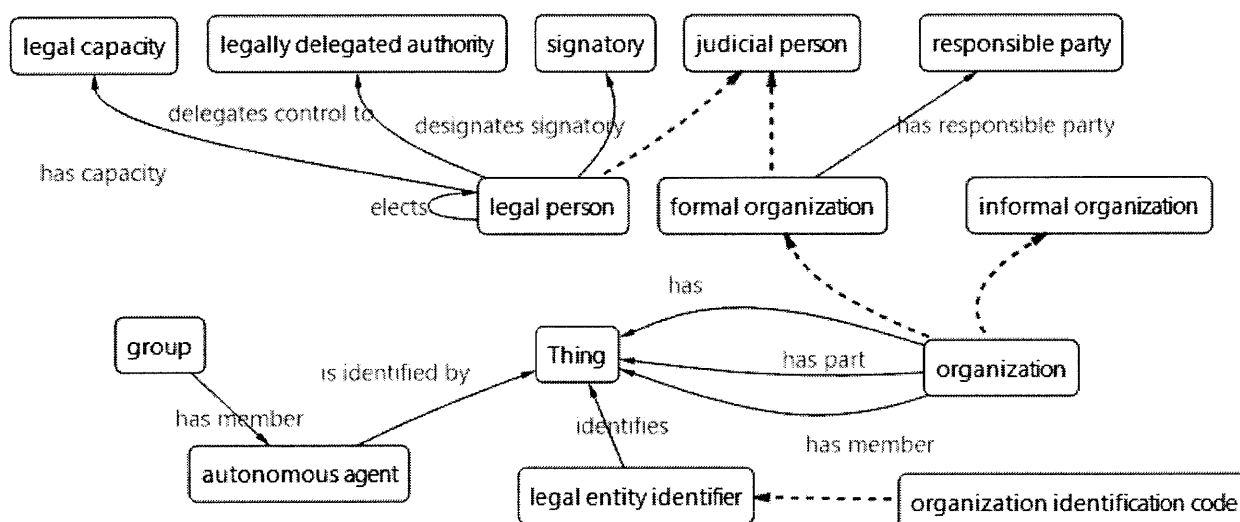 legal capacity
legally delegated authority
signatory
judicial person
responsible party
delegates control to
designates signatory
has responsible party
has capacity
elects
legal person
formal organization
informal organization
has
group
is identified by
Thing
has part
organization
has member
identifies
has member
autonomous agent
legal entity identifier
organization identification code